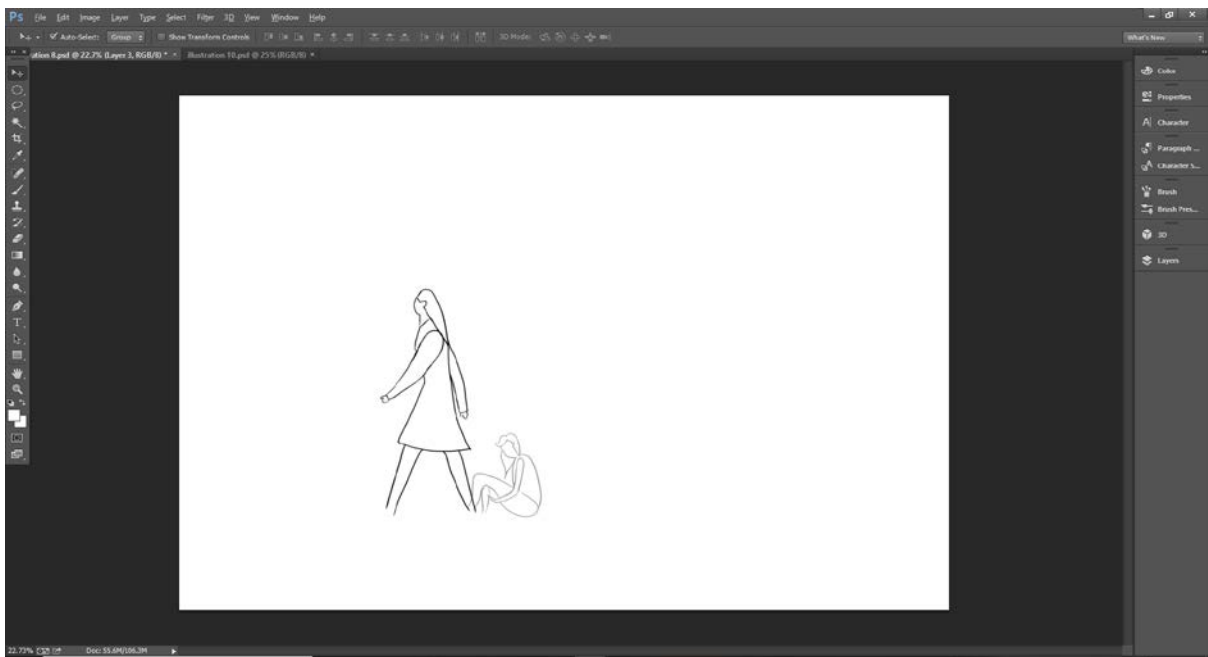 Ps File Edit Image Layer Type Select Filter 3D View Window Help
Auto-Select: Group Show Transform Controls 3D Mode: What's New
ution 8.psd @ 22.7% (Layer 3, RGB/8) * × Illustration 10.psd @ 25% (RGB/8) ×
Color
Properties
Character
Paragraph ...
Character S...
Brush
Brush Pres...
3D
Layers
22.73% Doc: 55.6M/106.3M